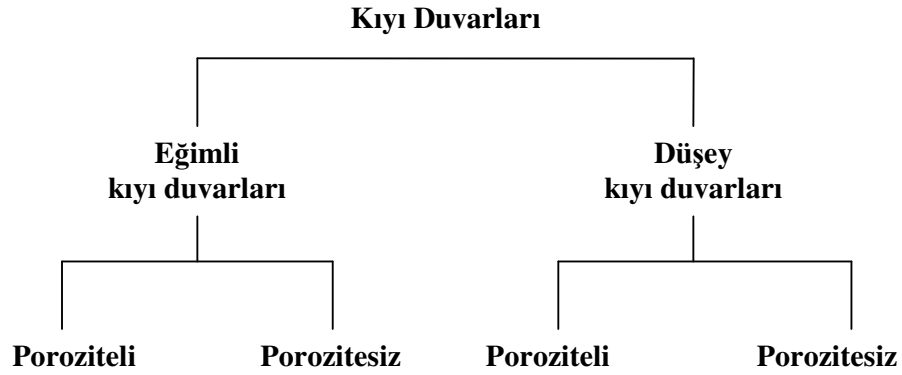 Kıyı Duvarları
Eğimli
kıyı duvarları
Düşey
kıyı duvarları
Poroziteli
Porozitesiz
Poroziteli
Porozitesiz